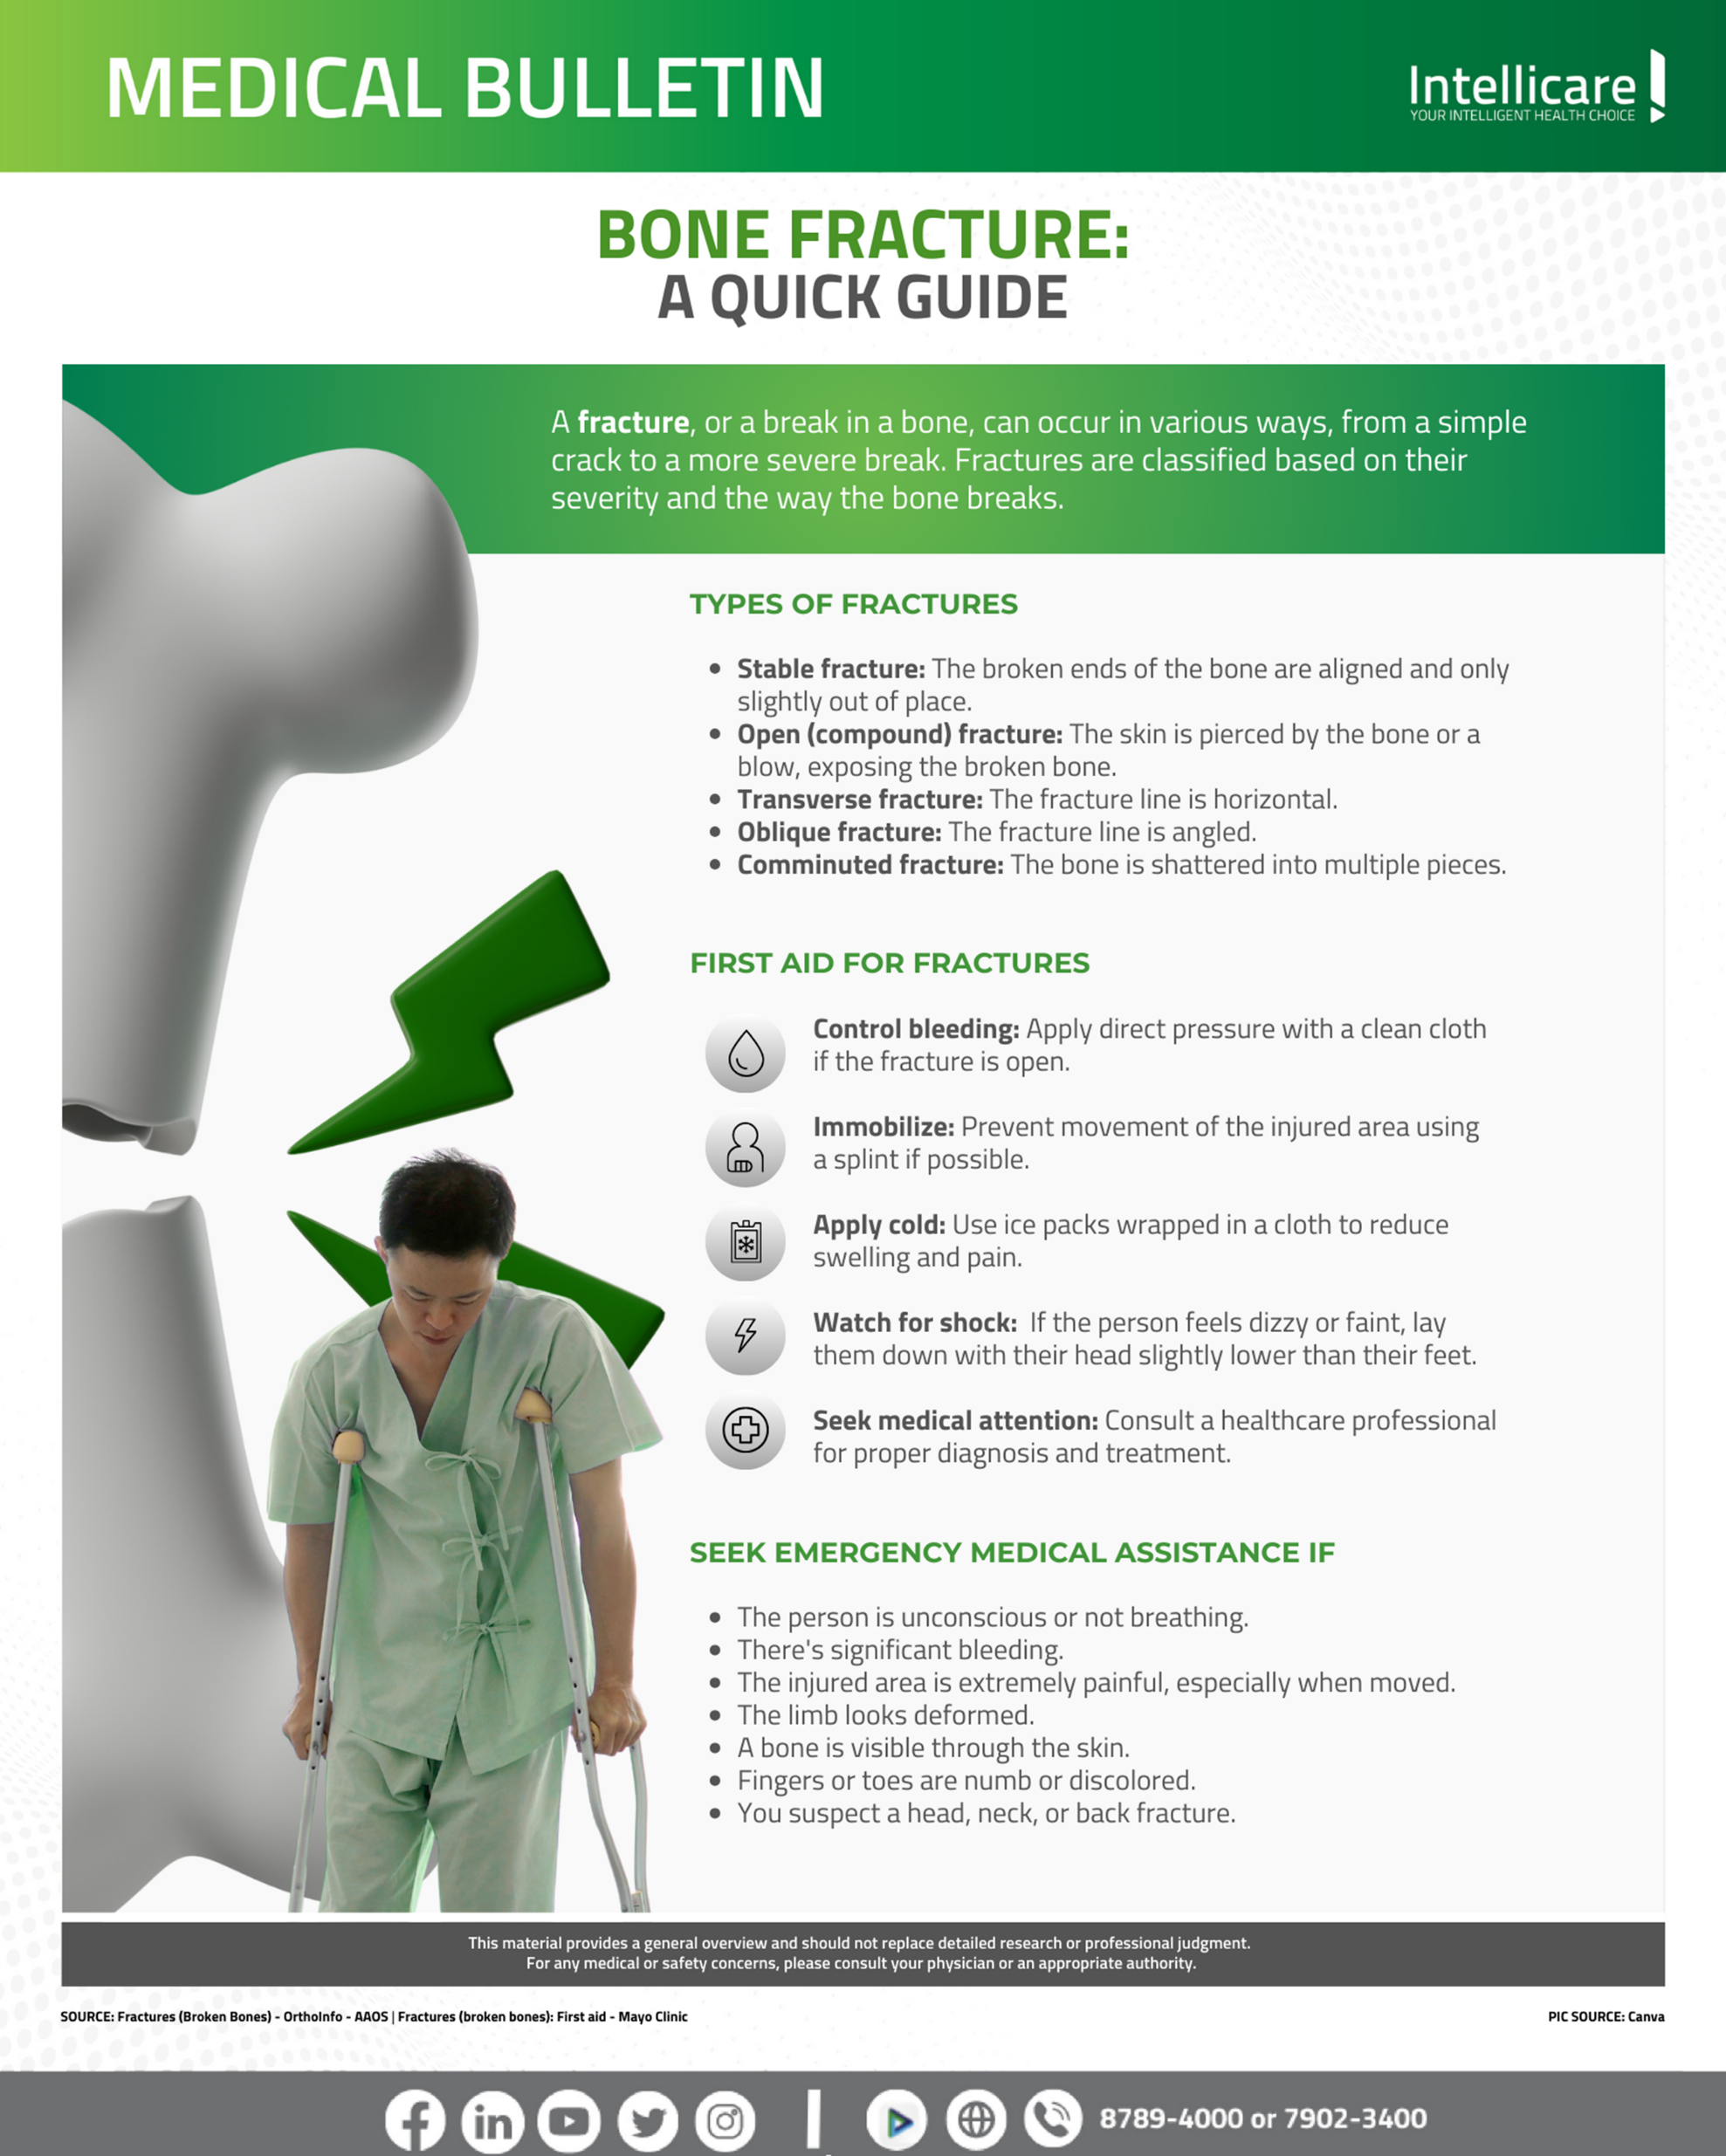 MEDICAL BULLETIN
Intellicare
YOUR INTELLIGENT HEALTH CHOICE
BONE FRACTURE:
A QUICK GUIDE
A fracture, or a break in a bone, can occur in various ways, from a simple
crack to a more severe break. Fractures are classified based on their
severity and the way the bone breaks.
TYPES OF FRACTURES
• Stable fracture: The broken ends of the bone are aligned and only
slightly out of place.
• Open (compound) fracture: The skin is pierced by the bone or a
blow, exposing the broken bone.
• Transverse fracture: The fracture line is horizontal.
• Oblique fracture: The fracture line is angled.
• Comminuted fracture: The bone is shattered into multiple pieces.
FIRST AID FOR FRACTURES
Control bleeding: Apply direct pressure with a clean cloth
if the fracture is open.
Immobilize: Prevent movement of the injured area using
a splint if possible.
Apply cold: Use ice packs wrapped in a cloth to reduce
swelling and pain.
Watch for shock: If the person feels dizzy or faint, lay
them down with their head slightly lower than their feet.
Seek medical attention: Consult a healthcare professional
for proper diagnosis and treatment.
SEEK EMERGENCY MEDICAL ASSISTANCE IF
• The person is unconscious or not breathing.
• There's significant bleeding.
• The injured area is extremely painful, especially when moved.
• The limb looks deformed.
• A bone is visible through the skin.
• Fingers or toes are numb or discolored.
• You suspect a head, neck, or back fracture.
This material provides a general overview and should not replace detailed research or professional judgment.
For any medical or safety concerns, please consult your physician or an appropriate authority.
SOURCE: Fractures (Broken Bones) - OrthoInfo - AAOS | Fractures (broken bones): First aid - Mayo Clinic
PIC SOURCE: Canva
8789-4000 or 7902-3400